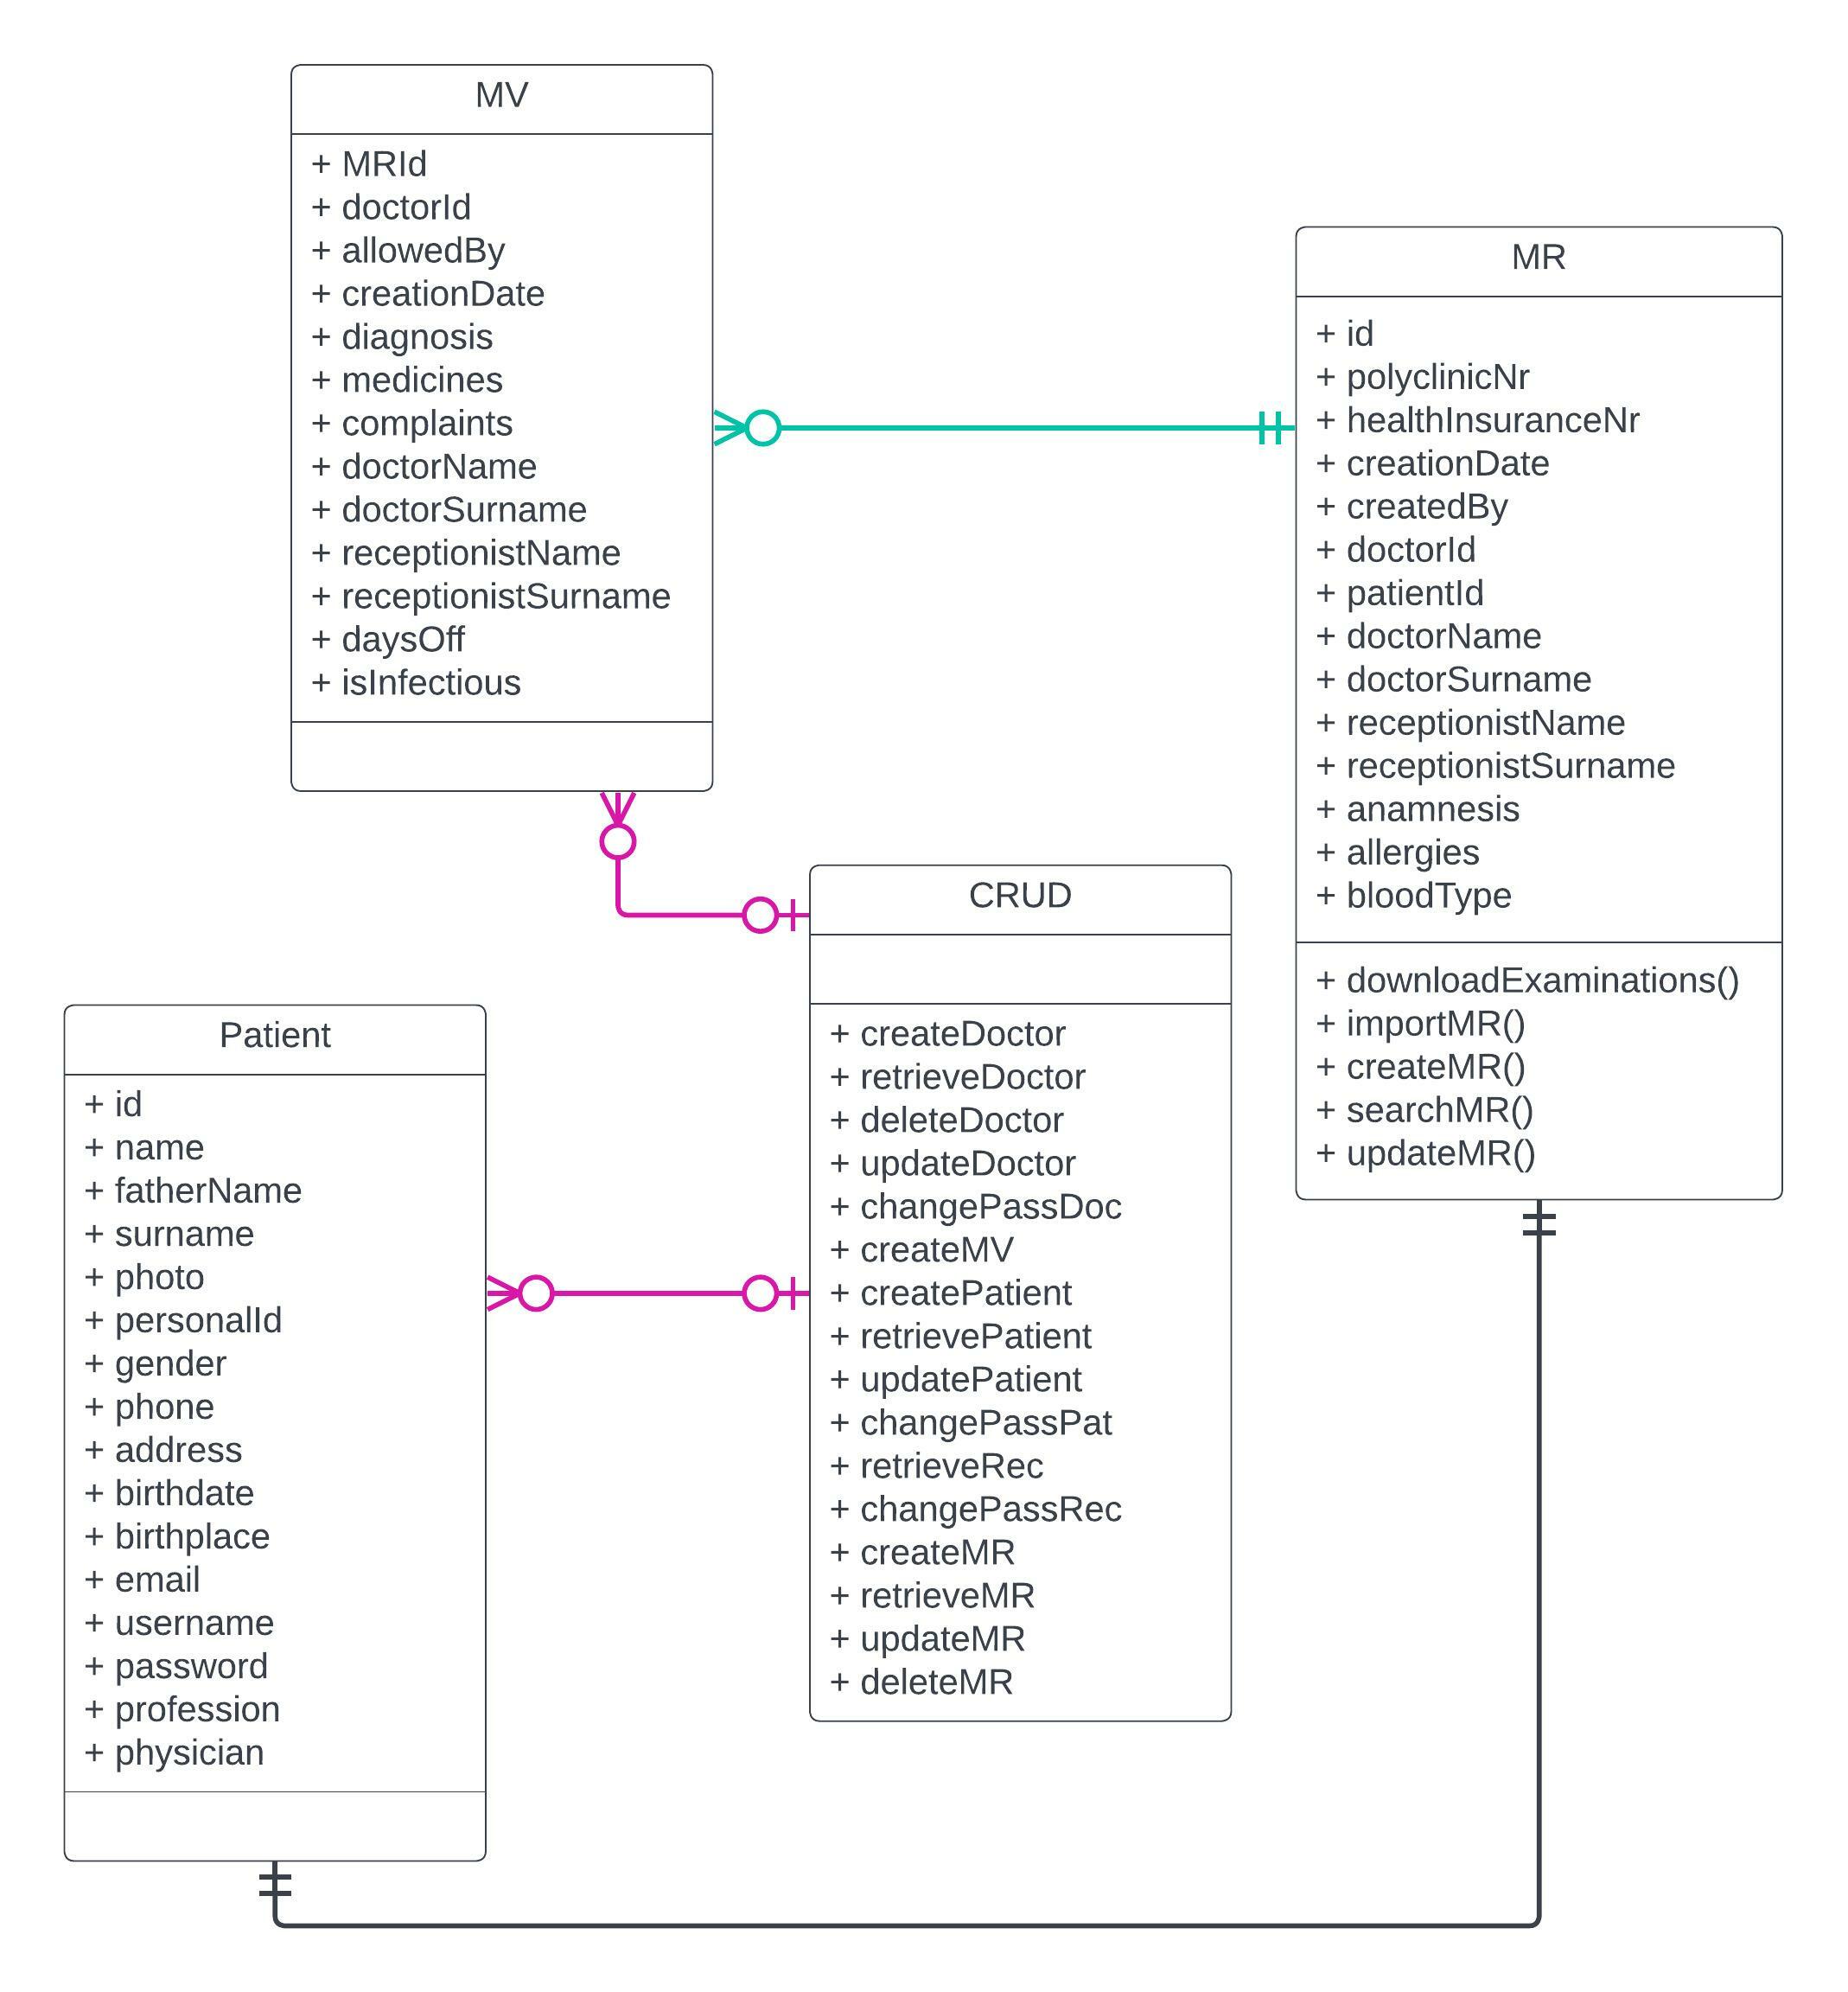 MV
+ MRId
+ doctorId
+ allowedBy
+ creationDate
+ diagnosis
+ medicines
+ complaints
+ doctorName
+ doctorSurname
+ receptionistName
+ receptionistSurname
+ daysOff
+ isInfectious
MR
+ id
+ polyclinicNr
+ healthInsuranceNr
+ creationDate
+ createdBy
+ doctorId
+ patientId
+ doctorName
+ doctorSurname
+ receptionistName
+ receptionistSurname
+ anamnesis
+ allergies
+ bloodType
+ downloadExaminations()
+ importMR()
+ createMR()
+ searchMR()
+ updateMR()
CRUD
+ createDoctor
+ retrieveDoctor
+ deleteDoctor
+ updateDoctor
+ changePassDoc
+ createMV
+ createPatient
+ retrievePatient
+ updatePatient
+ changePassPat
+ retrieveRec
+ changePassRec
+ createMR
+ retrieveMR
+ updateMR
+ deleteMR
Patient
+ id
+ name
+ fatherName
+ surname
+ photo
+ personalId
+ gender
+ phone
+ address
+ birthdate
+ birthplace
+ email
+ username
+ password
+ profession
+ physician